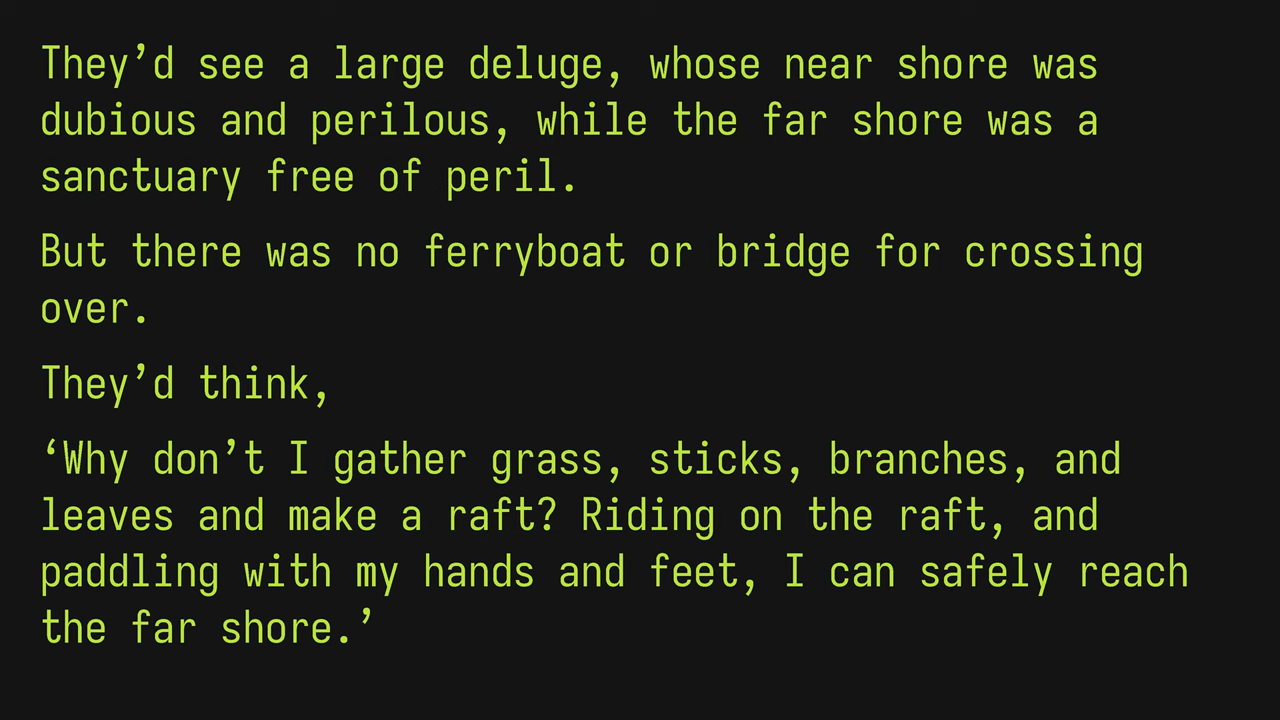 They’d see a large deluge, whose near shore was
dubious and perilous, while the far shore was a
sanctuary free of peril.
But there was no ferryboat or bridge for crossing
over.
They’d think,
‘Why don’t I gather grass, sticks, branches, and
leaves and make a raft? Riding on the raft, and
paddling with my hands and feet, I can safely reach
the far shore.’